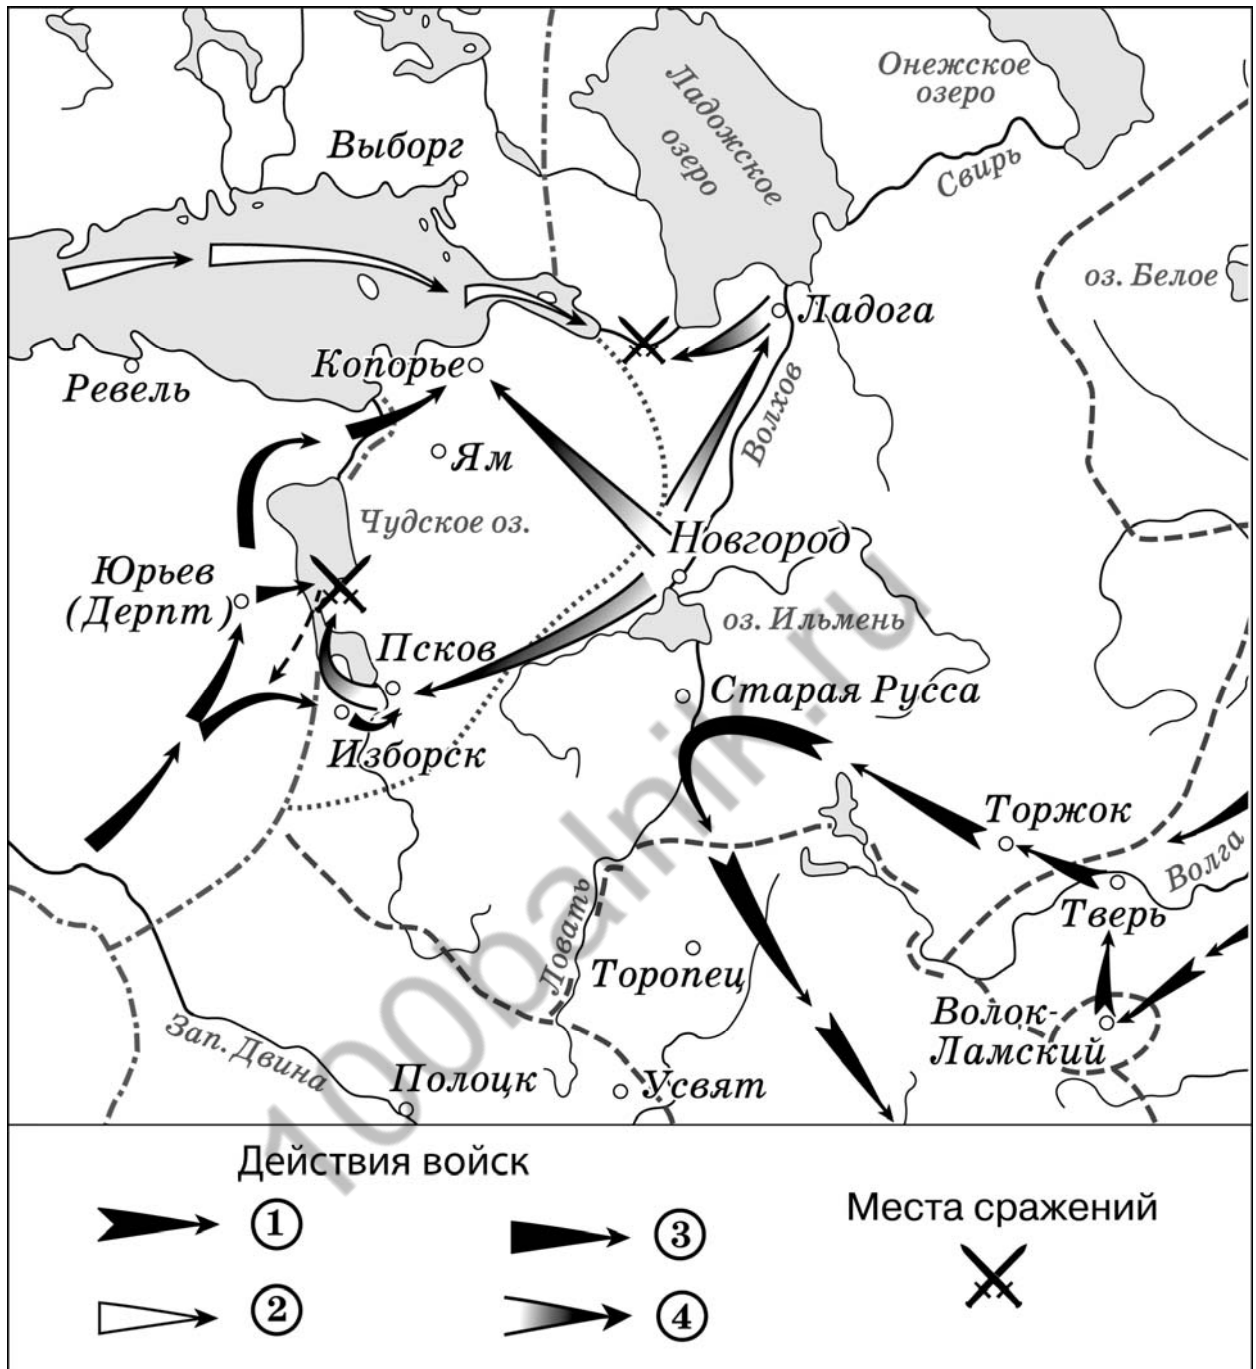 Онежское
озеро
Ладожское
озеро
Свирь
Выборг
оз. Белое
Ладога
Копорье
Ревель
Волхов
Ям
Чудское оз.
Новгород
Юрьев
(Дерпт)
оз. Ильмень
Псков
Старая Русса
Изборск
Торжок
Волга
Тверь
Ловать
Торопец
Волок-
Ламский
Зап. Двина
Полоцк
Усвят
100balnik.ru
Действия войск
1
2
3
4
Места сражений